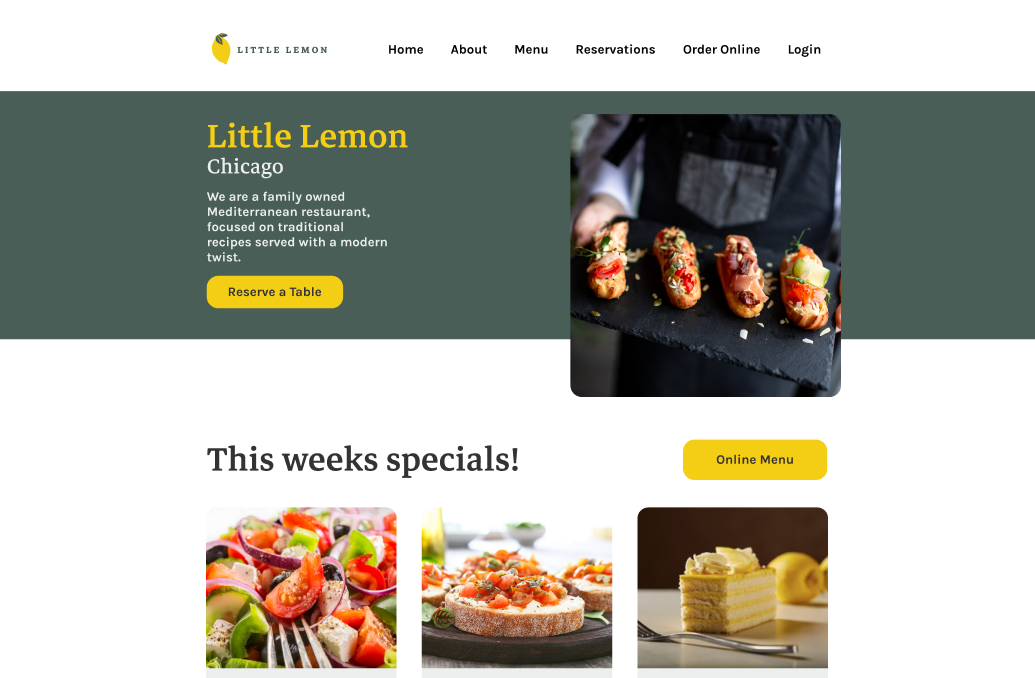 LITTLE LEMON
Home About Menu Reservations Order Online Login
Little Lemon
Chicago
We are a family owned
Mediterranean restaurant,
focused on traditional
recipes served with a modern
twist.
Reserve a Table
This weeks specials!
Online Menu